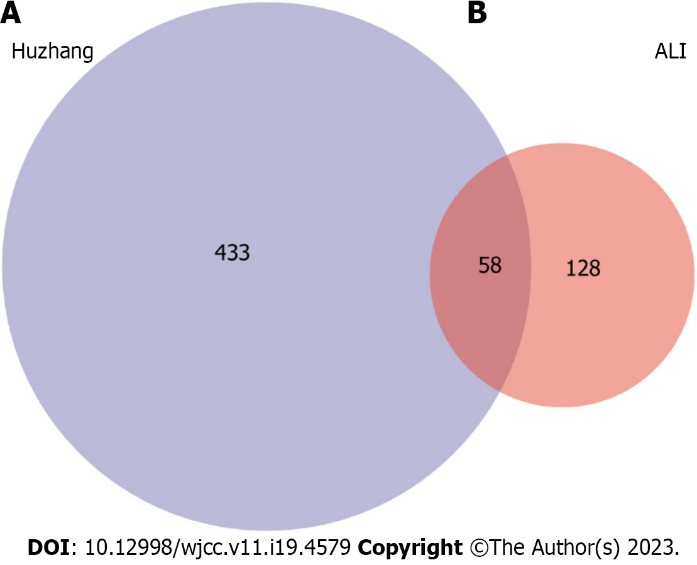 A
B
Huzhang
ALI
433
58
128
DOI: 10.12998/wjcc.v11.i19.4579 Copyright ©The Author(s) 2023.